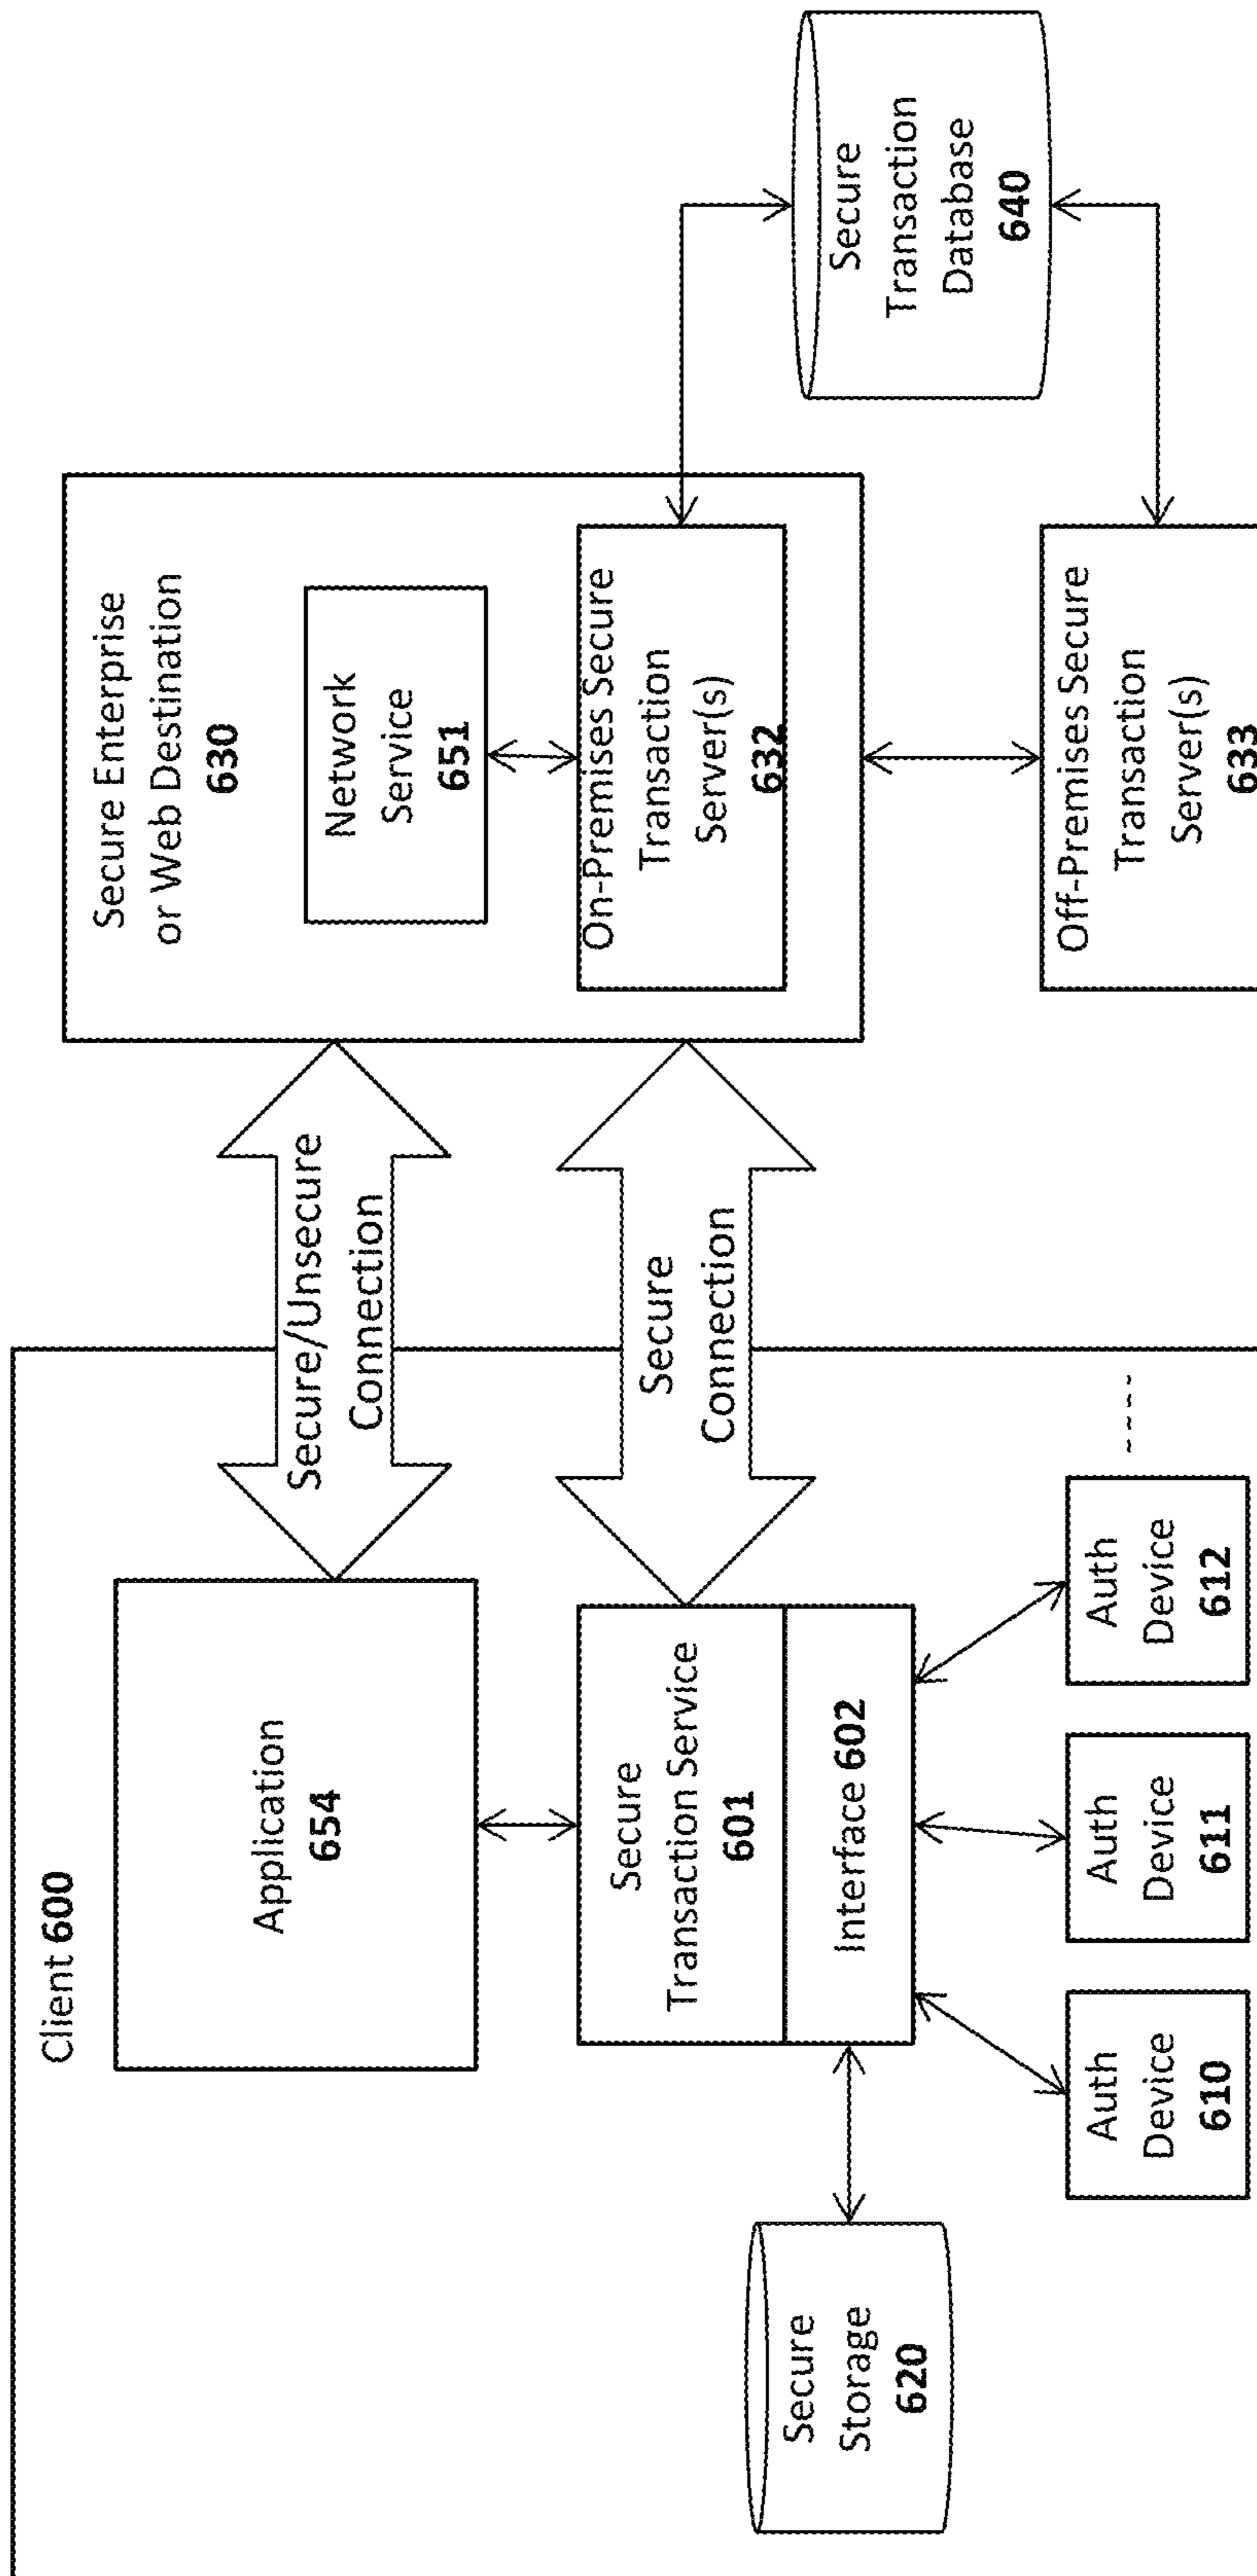 Client 600
Application
654
Secure
Transaction Service
601
Interface 602
Secure
Storage
620
Auth
Device
610
Auth
Device
611
Auth
Device
612
Secure/Unsecure
Connection
Secure
Connection
Secure Enterprise
or Web Destination
630
Network
Service
651
On-Premises Secure
Transaction
Server(s)
632
Off-Premises Secure
Transaction
Server(s)
633
Secure
Transaction
Database
640